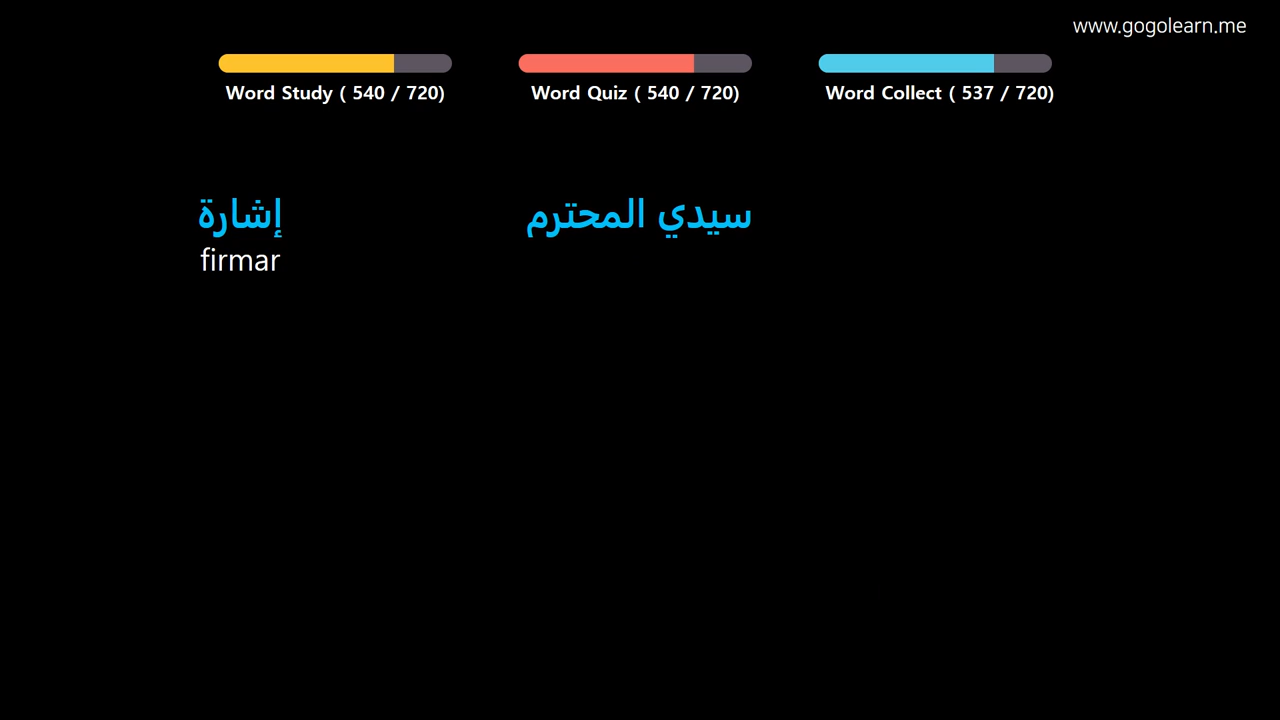 www.gogolearn.me
Word Study ( 540 / 720)
Word Quiz ( 540 / 720)
Word Collect ( 537 / 720)
إشارة
firmar
سيدي المحترم